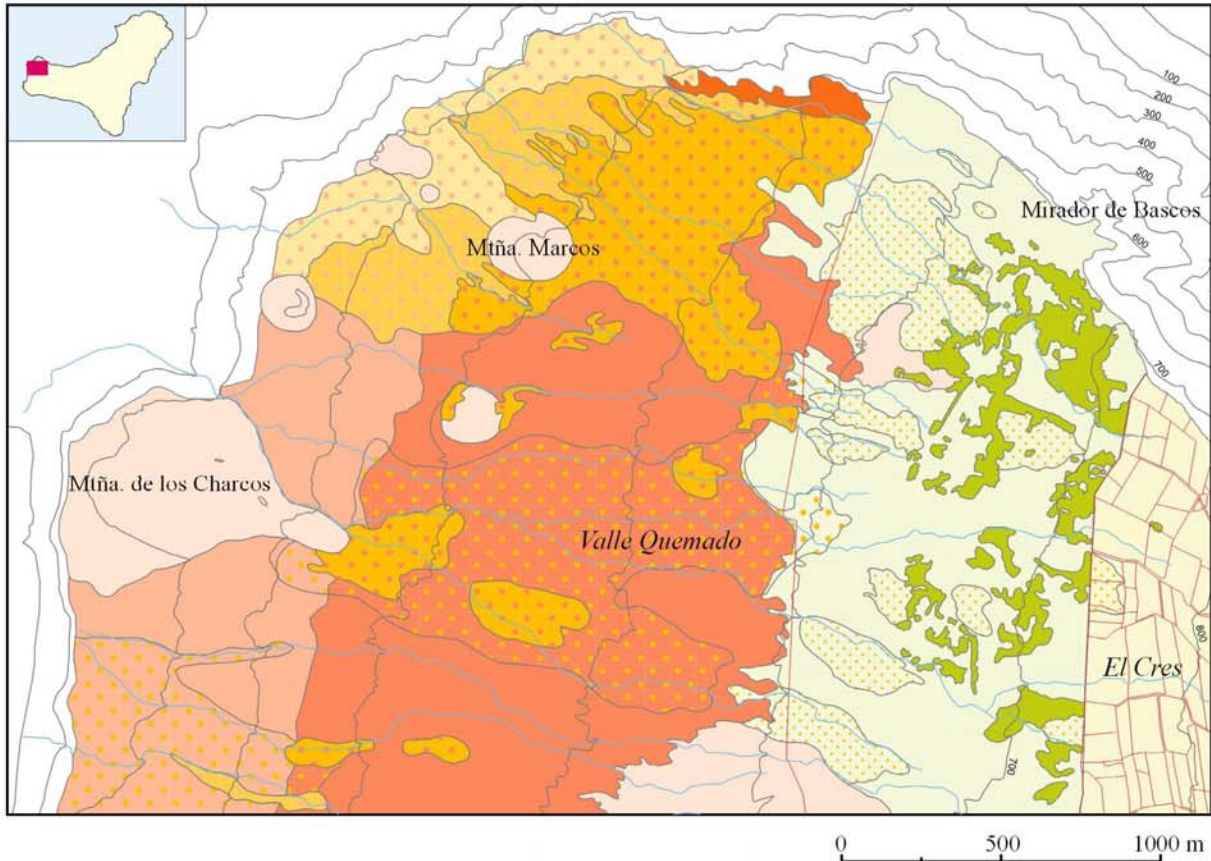 100
200
300
400
500
Mirador de Bascos
600
Mtña. Marcos
700
Mtña. de los Charcos
Valle Quemado
800
El Cres
700
0 500 1000 m